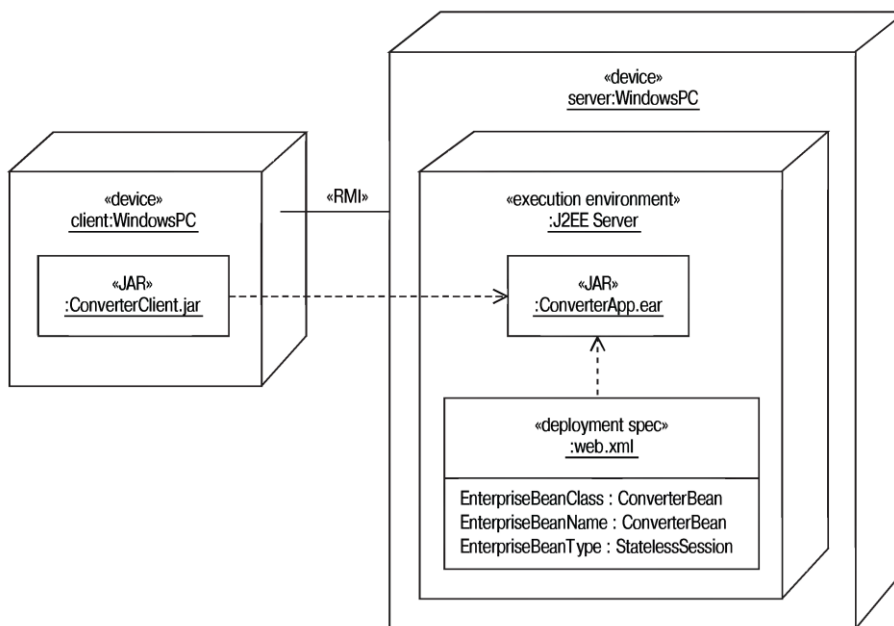 «device»
server:WindowsPC
«device»
client:WindowsPC
«RMI»
«execution environment»
:J2EE Server
«JAR»
:ConverterClient.jar
«JAR»
:ConverterApp.ear
«deployment spec»
:web.xml
EnterpriseBeanClass : ConverterBean
EnterpriseBeanName : ConverterBean
EnterpriseBeanType : StatelessSession